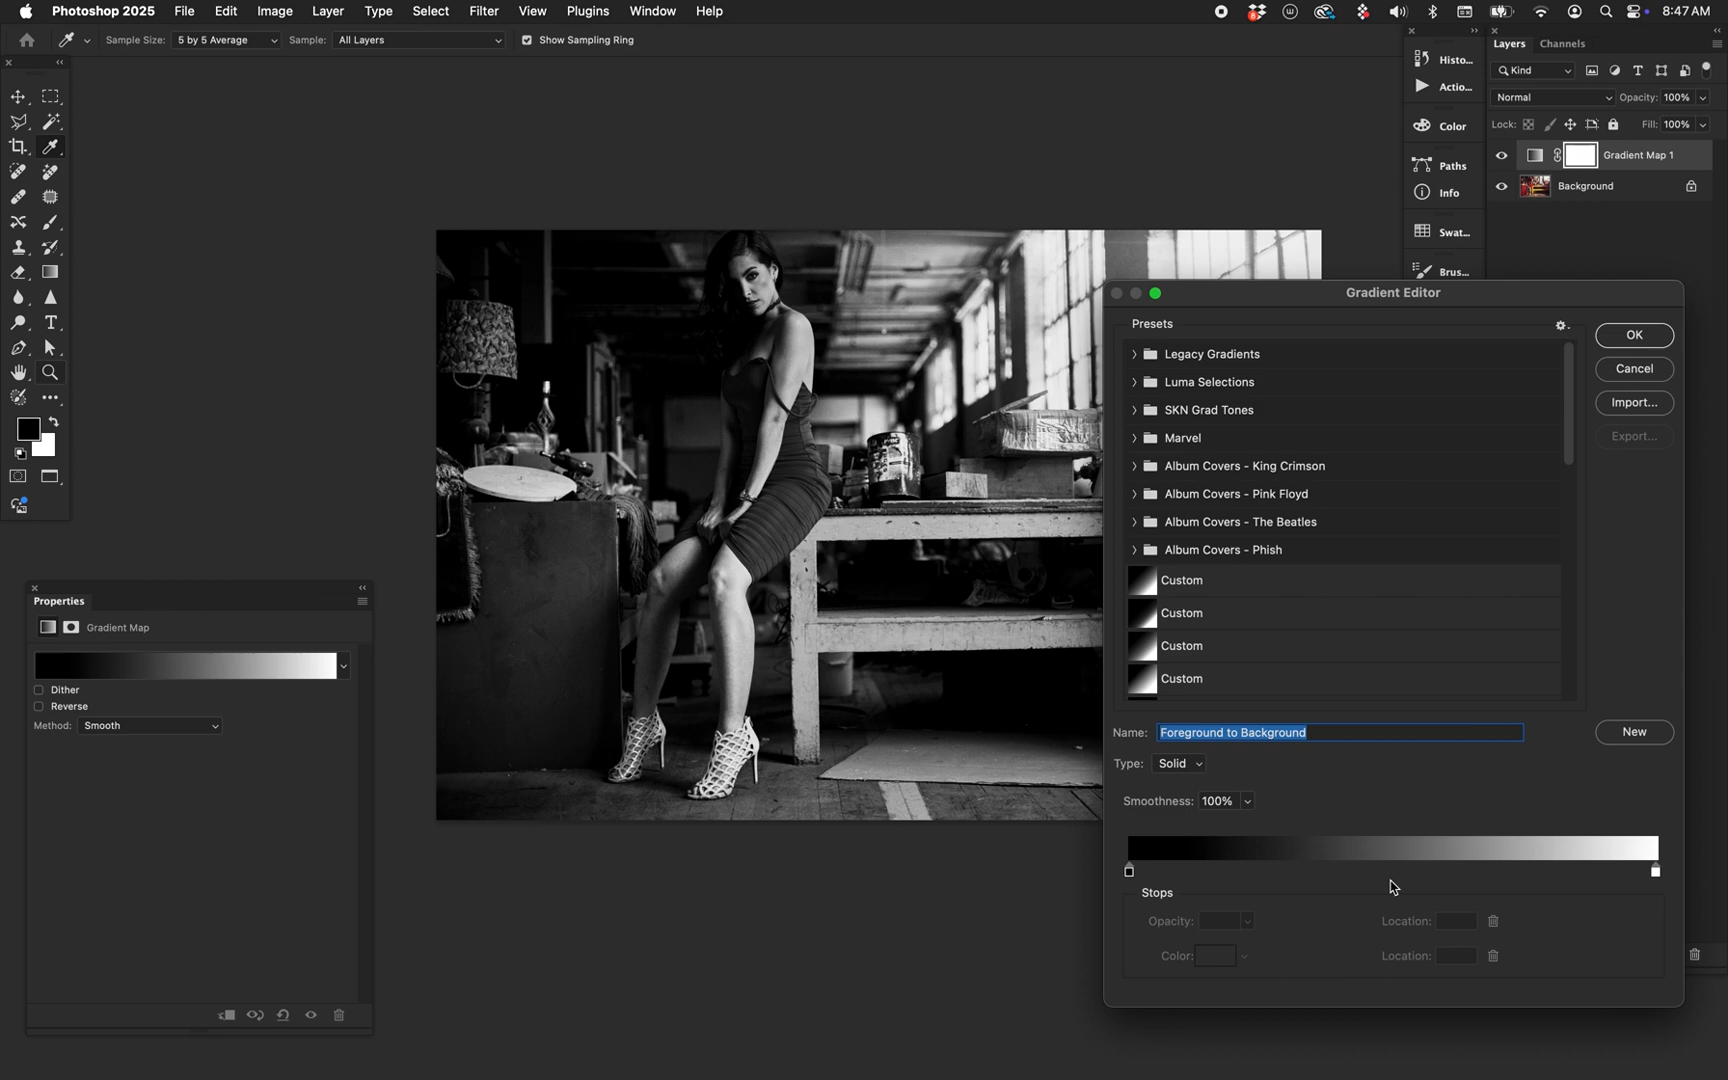 Photoshop 2025 File Edit Image Layer Type Select Filter View Plugins Window Help 8:47 AM
Sample Size: 5 by 5 Average Sample: All Layers Show Sampling Ring
Histo...
Actio...
Color
Paths
Info
Swat...
Brus...
Layers Channels
Kind
Normal Opacity: 100%
Lock: Fill: 100%
Gradient Map 1
Background
Gradient Editor
Presets
Legacy Gradients
Luma Selections
SKN Grad Tones
Marvel
Album Covers - King Crimson
Album Covers - Pink Floyd
Album Covers - The Beatles
Album Covers - Phish
Custom
Custom
Custom
Custom
OK
Cancel
Import...
Export...
Name: Foreground to Background
New
Type: Solid
Smoothness: 100%
Stops
Opacity: Location:
Color: Location:
Properties
Gradient Map
Dither
Reverse
Method: Smooth